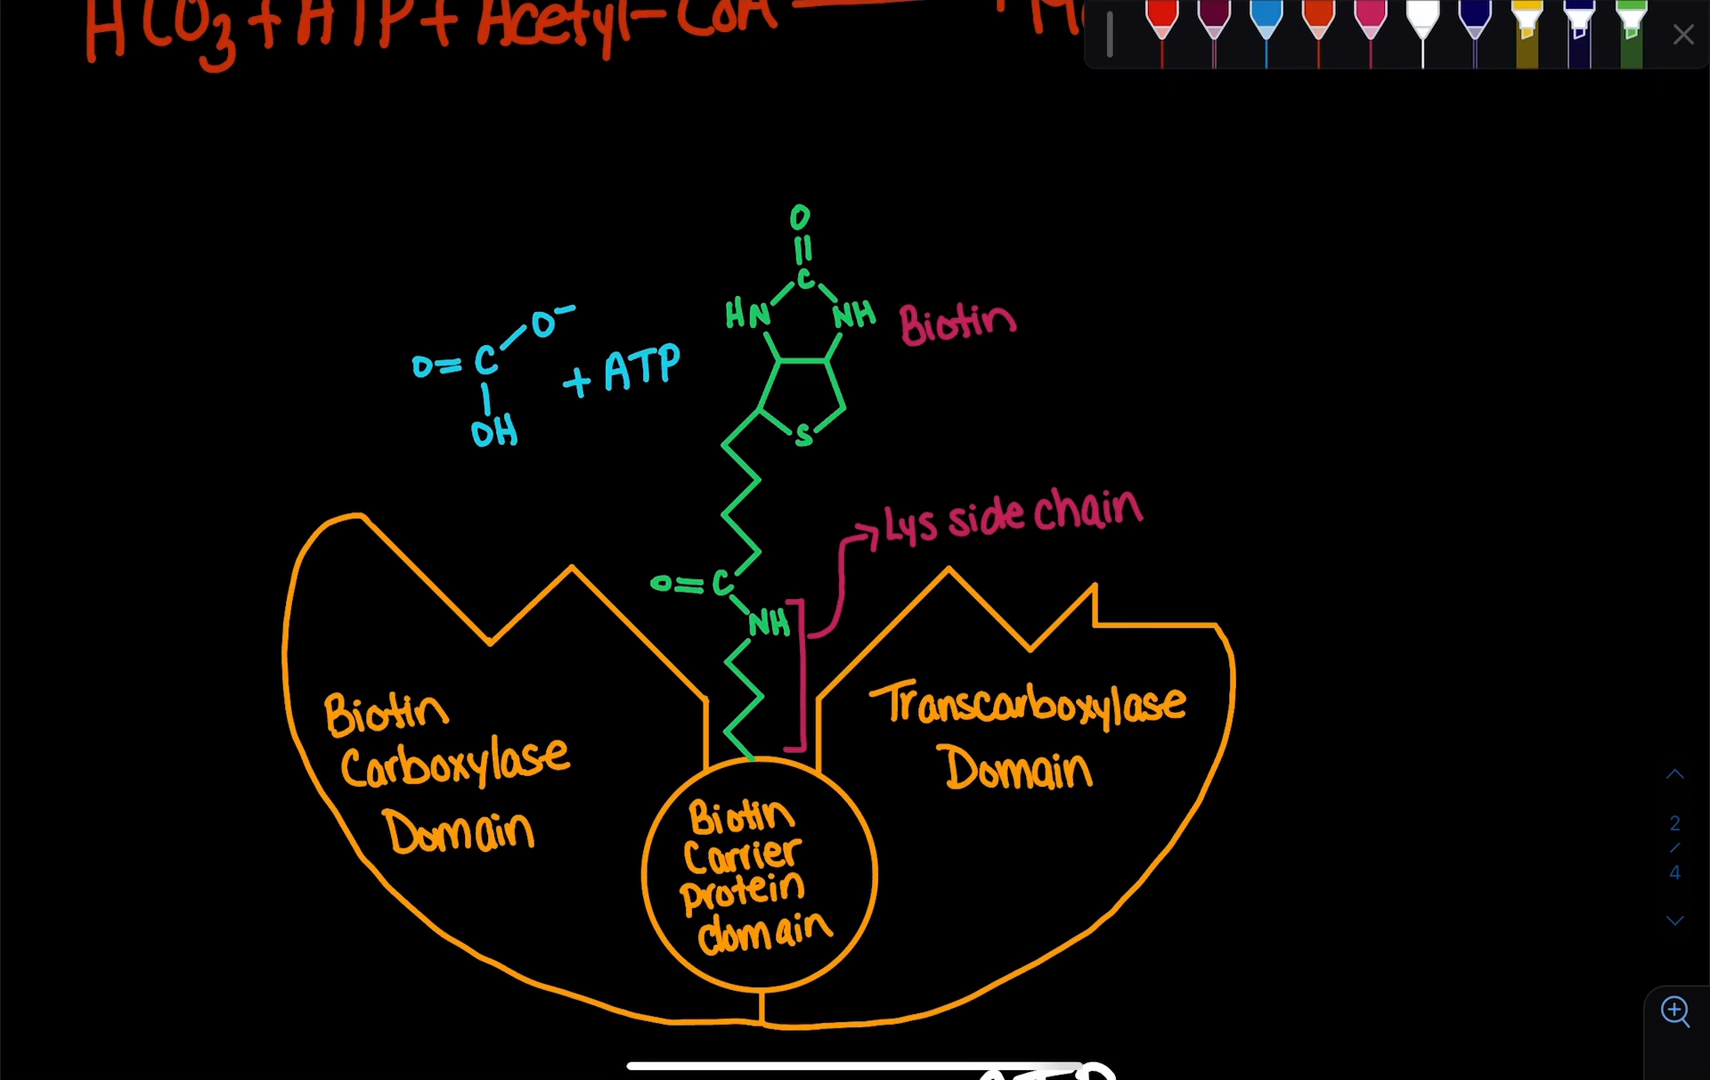 HCO3 + ATP + Acetyl-CoA
O
C
HN
NH
Biotin
O=C
O-
OH
+ ATP
S
Lys side chain
O=C
NH
Biotin
Carboxylase
Domain
Transcarboxylase
Domain
Biotin
Carrier
protein
domain
2
/
4